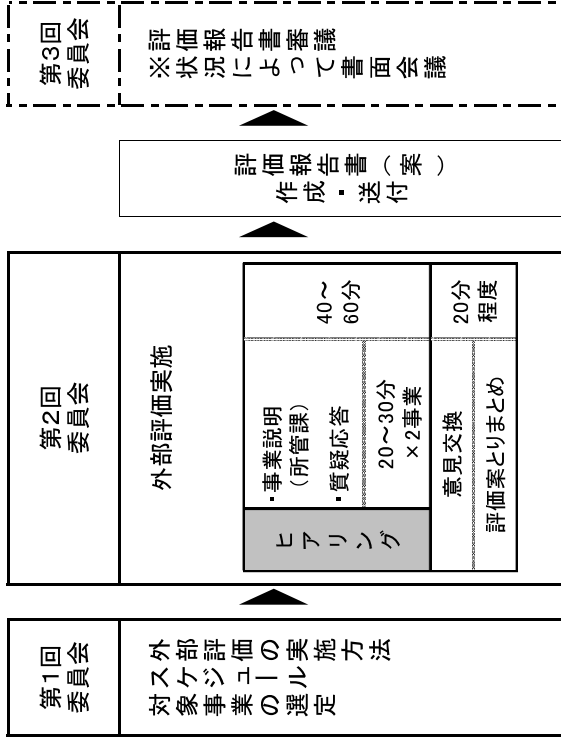 第1回
委員会
外部評価の実施方法
スケジュール
対象事業の選定
第2回
委員会
外部評価実施
ヒアリング
・事業説明
（所管課）
・質疑応答
20～30分
×2事業
40～
60分
意見交換
評価案とりまとめ
20分
程度
評価報告書（案）
作成・送付
第3回
委員会
評価報告書審議
※状況によって書面会議